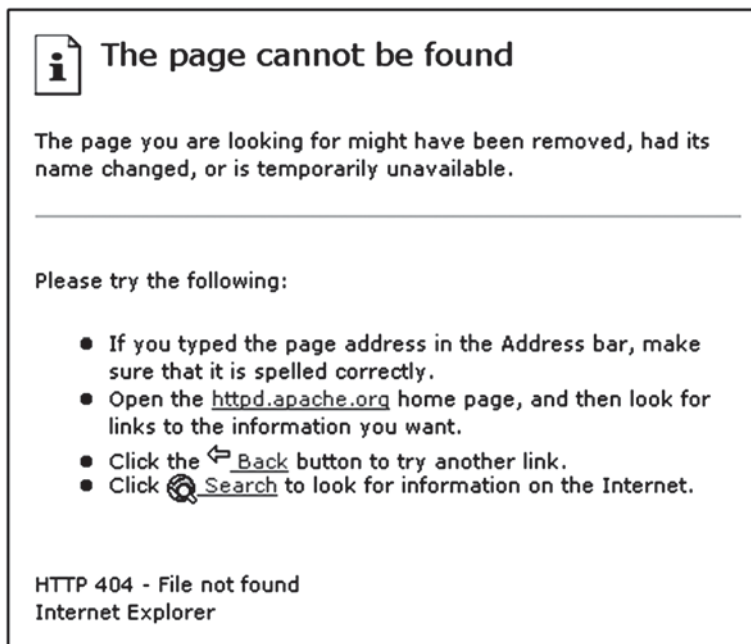 The page cannot be found
The page you are looking for might have been removed, had its
name changed, or is temporarily unavailable.
Please try the following:
● If you typed the page address in the Address bar, make
sure that it is spelled correctly.
● Open the httpd.apache.org home page, and then look for
links to the information you want.
● Click the Back button to try another link.
● Click Search to look for information on the Internet.
HTTP 404 - File not found
Internet Explorer